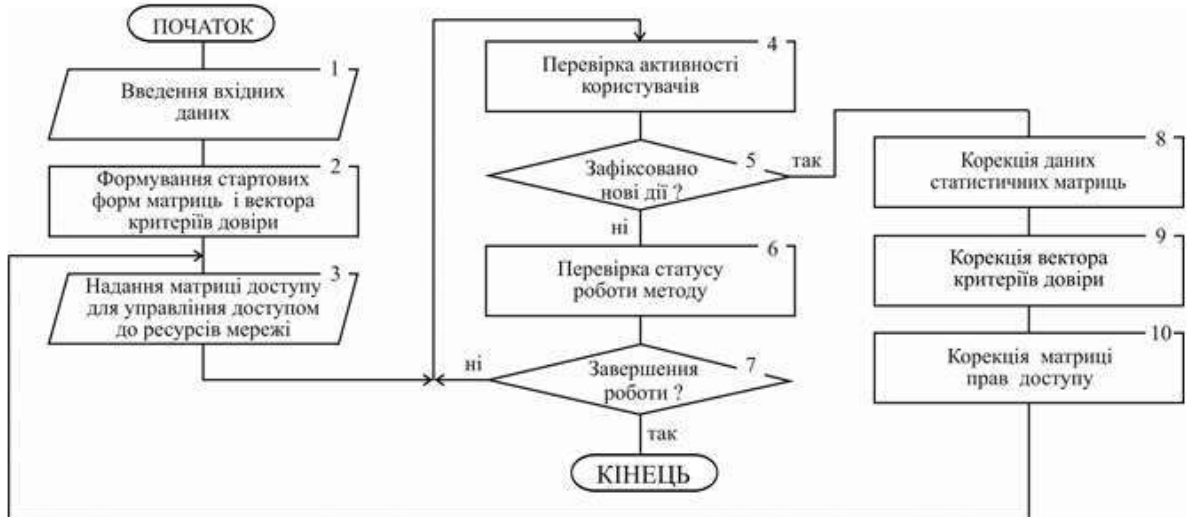 ПОЧАТОК
1
Введення вхідних
даних
2
Формування стартових
форм матриць і вектора
критеріїв довіри
3
Надання матриці доступу
для управління доступом
до ресурсів мережі
4
Перевірка активності
користувачів
5
Зафіксовано
нові дії ?
так
ні
6
Перевірка статусу
роботи методу
7
Завершення
роботи ?
ні
так
КІНЕЦЬ
8
Корекція даних
статистичних матриць
9
Корекція вектора
критеріїв довіри
10
Корекція матриці
прав доступу